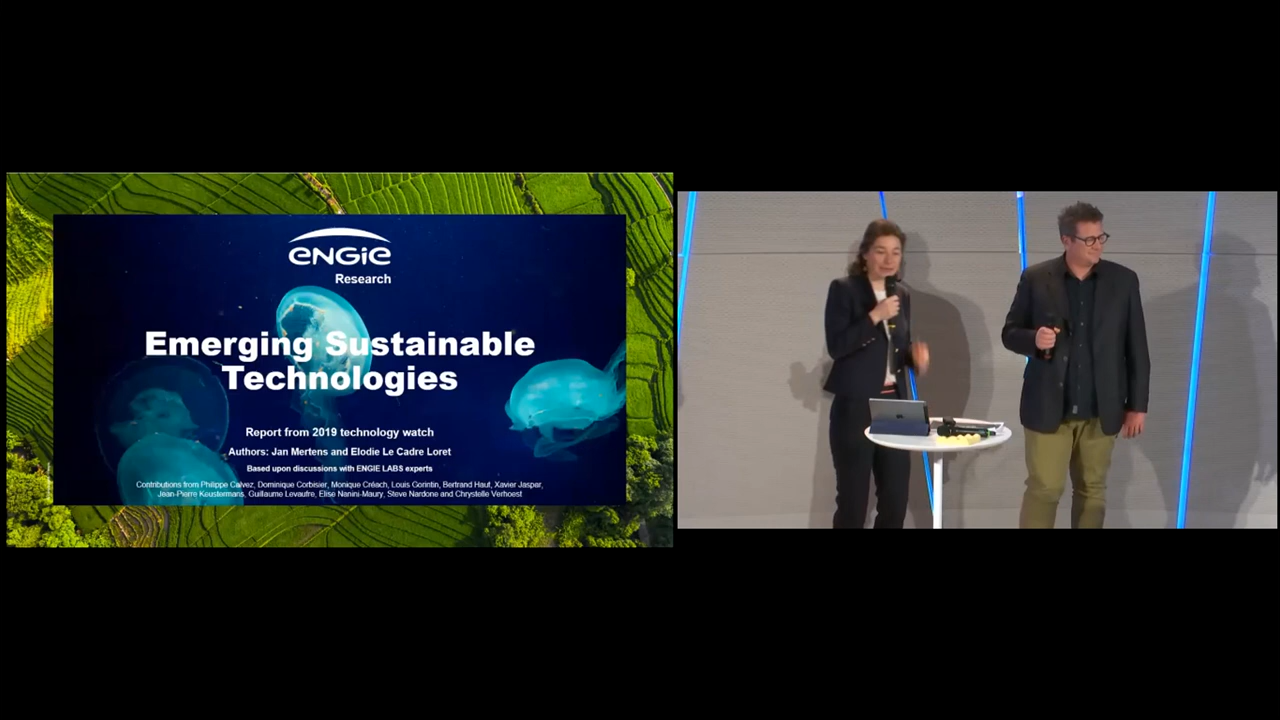 ENGIE
Research
Emerging Sustainable
Technologies
Report from 2019 technology watch
Authors: Jan Mertens and Elodie Le Cadre Loret
Based upon discussions with ENGIE LABS experts
Contributions from Philippe Calvez, Dominique Corbisier, Monique Créach, Louis Gorintin, Bertrand Hauf, Xavier Jaspar,
Jean-Pierre Keustermans, Guillaume Levaufre, Elise Nanini-Maury, Steve Nardone and Chrystelle Verhoest